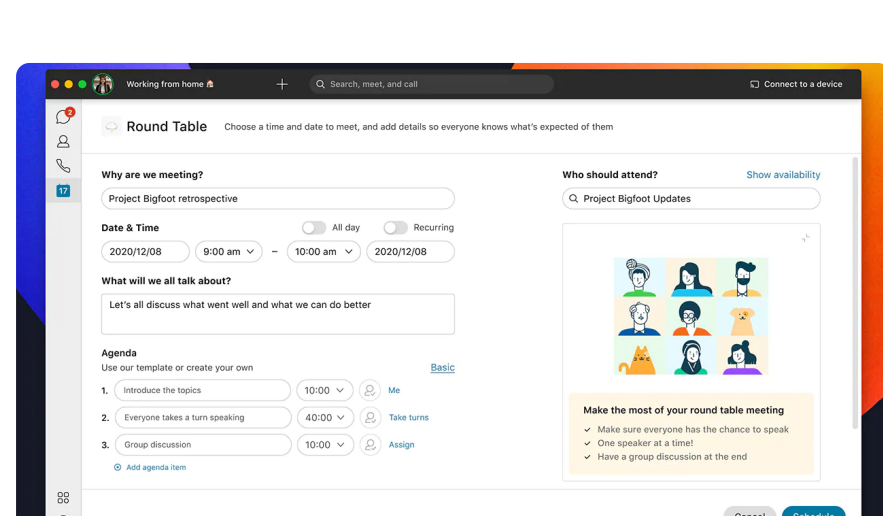 Working from home
Search, meet, and call
Connect to a device
2
17
Round Table
Choose a time and date to meet, and add details so everyone knows what's expected of them
Why are we meeting?
Project Bigfoot retrospective
Date & Time
All day
Recurring
2020/12/08
9:00 am
–
10:00 am
2020/12/08
What will we all talk about?
Let's all discuss what went well and what we can do better
Agenda
Use our template or create your own
Basic
1. Introduce the topics 10:00 Me
2. Everyone takes a turn speaking 40:00 Take turns
3. Group discussion 10:00 Assign
Add agenda item
Who should attend?
Show availability
Project Bigfoot Updates
Make the most of your round table meeting
Make sure everyone has the chance to speak
One speaker at a time!
Have a group discussion at the end
Cancel
Schedule